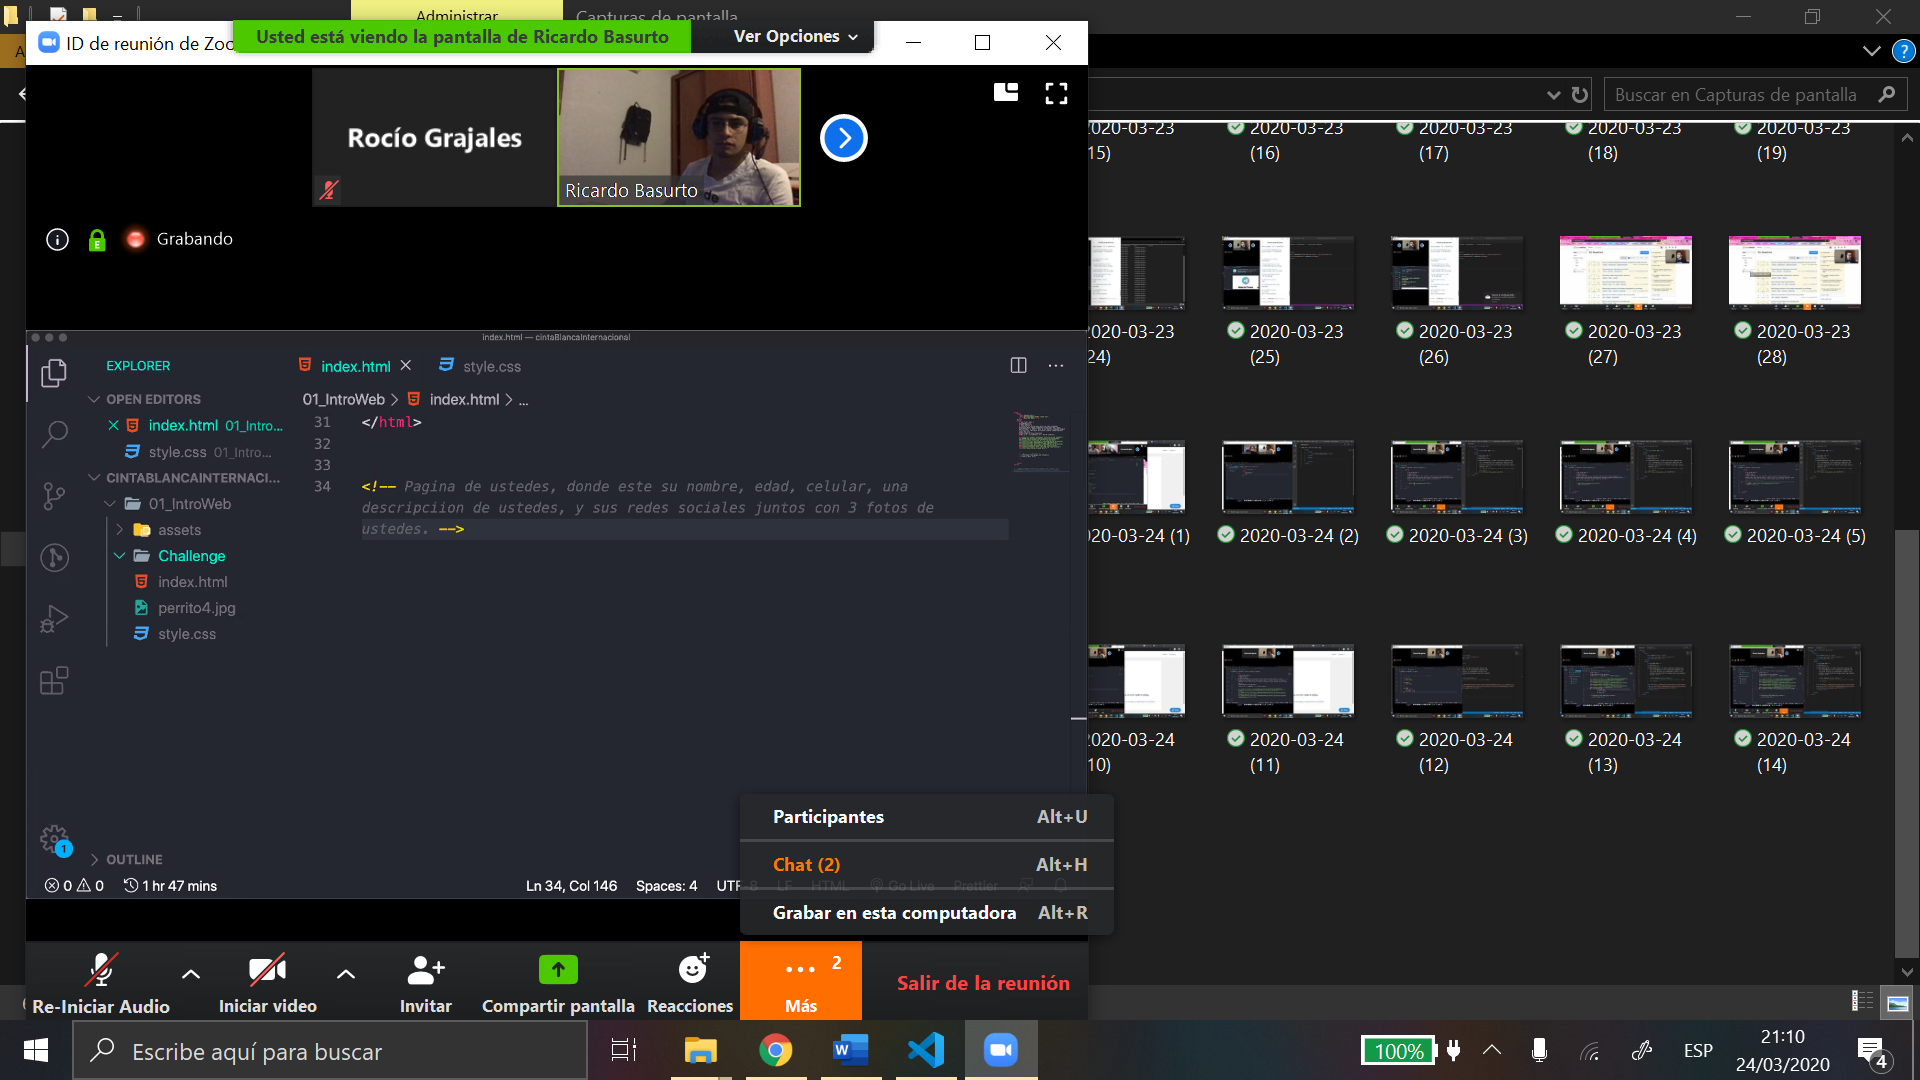 Administrar
Capturas de pantalla
ID de reunión de Zoo
Usted está viendo la pantalla de Ricardo Basurto
Ver Opciones
Buscar en Capturas de pantalla
Rocío Grajales
Ricardo Basurto
Grabando
2020-03-23
15)
2020-03-23
(16)
2020-03-23
(17)
2020-03-23
(18)
2020-03-23
(19)
2020-03-23
24)
2020-03-23
(25)
2020-03-23
(26)
2020-03-23
(27)
2020-03-23
(28)
20-03-24 (1)
2020-03-24 (2)
2020-03-24 (3)
2020-03-24 (4)
2020-03-24 (5)
2020-03-24
10)
2020-03-24
(11)
2020-03-24
(12)
2020-03-24
(13)
2020-03-24
(14)
index.html — cintaBlancaInternacional
EXPLORER
index.html
style.css
OPEN EDITORS
index.html 01_Intro...
style.css 01_Intro...
CINTABLANCAINTERNACI...
01_IntroWeb
assets
Challenge
index.html
perrito4.jpg
style.css
OUTLINE
01_IntroWeb > index.html > ...
31 </html>
32
33
34 <!-- Pagina de ustedes, donde este su nombre, edad, celular, una
descripciion de ustedes, y sus redes sociales juntos con 3 fotos de
ustedes. -->
1
0 0 1 hr 47 mins
Ln 34, Col 146 Spaces: 4 UTF-8 LF HTML Go Live Prettier
Participantes Alt+U
Chat (2) Alt+H
Grabar en esta computadora Alt+R
Re-Iniciar Audio
Iniciar video
Invitar
Compartir pantalla
Reacciones
2
Más
Salir de la reunión
Escribe aquí para buscar
100%
ESP
21:10
24/03/2020
4